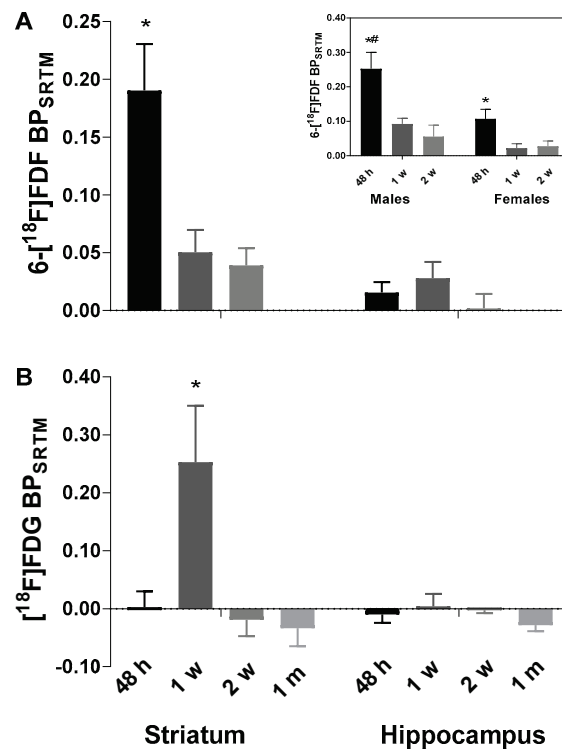 A
6-[¹⁸F]FDF BP_SRTM
0.25
0.20
0.15
0.10
0.05
0.00
*
6-[¹⁸F]FDF BP_SRTM
0.40
0.30
0.20
0.10
0.00
*#
*
48 h 1 w 2 w 48 h 1 w 2 w
Males Females
B
[¹⁸F]FDG BP_SRTM
0.40
0.30
0.20
0.10
0.00
-0.10
*
48 h 1 w 2 w 1 m 48 h 1 w 2 w 1 m
Striatum Hippocampus